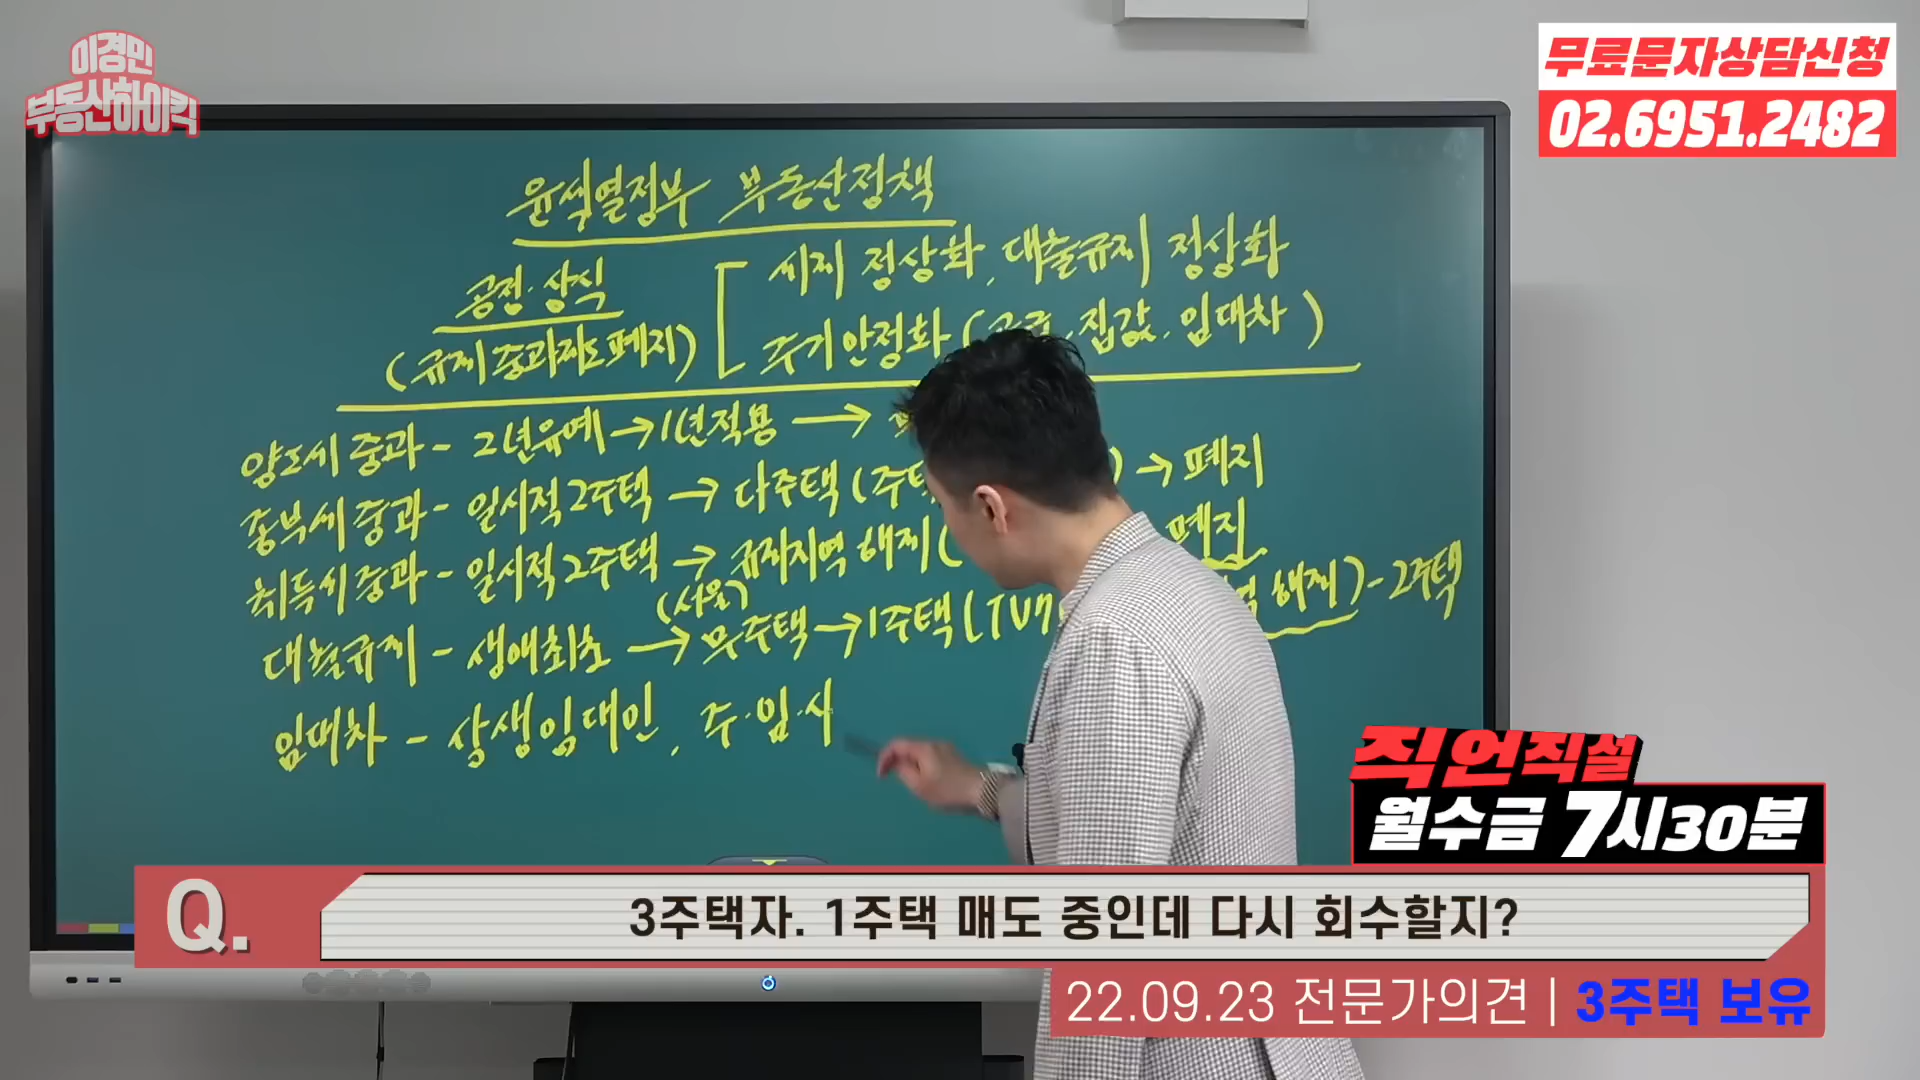 이경민
부동산하이킥
무료문자상담신청
02.6951.2482
윤석열정부 부동산정책
공정·상식
(규제 중과제도 폐지)
세제 정상화, 대출규제 정상화
주거안정화 ( 집값, 임대차 )
양도세 중과 - 2년유예 → 1년적용 →
종부세 중과 - 일시적 2주택 → 다주택 ( ) → 폐지
취득세 중과 - 일시적 2주택 → 규제지역 해제 (
(서울)
대출규제 - 생애최초 → 무주택 → 1주택 ( 해제) - 2주택
임대차 - 상생임대인, 주·임·사
직언직설
월수금 7시30분
Q. 3주택자. 1주택 매도 중인데 다시 회수할지?
22.09.23 전문가의견 | 3주택 보유